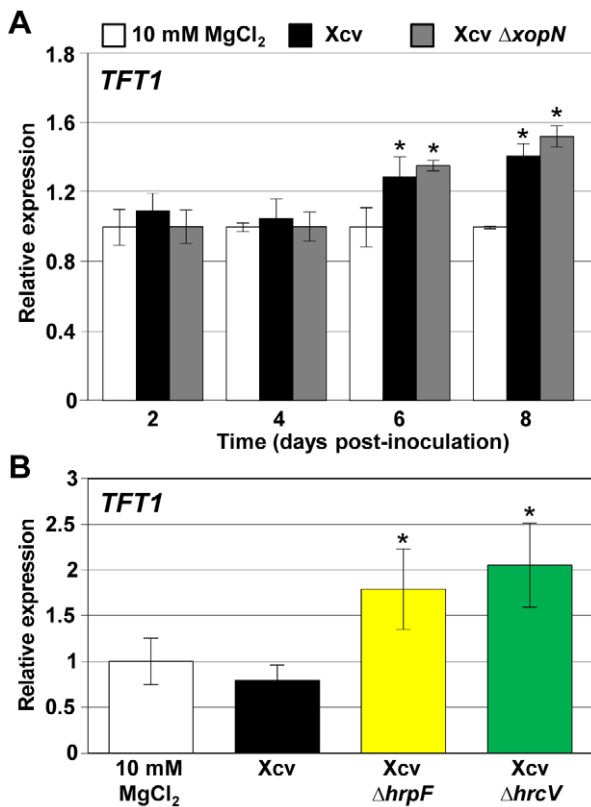 A
10 mM MgCl₂ Xcv Xcv ΔxopN
1.8
TFT1
1.6
1.2
0.8
0.4
0
Relative expression
* * * *
2 4 6 8
Time (days post-inoculation)
B
3
TFT1
2.5
2
1.5
1
0.5
0
Relative expression
* *
10 mM Xcv Xcv Xcv
MgCl₂ ΔhrpF ΔhrcV